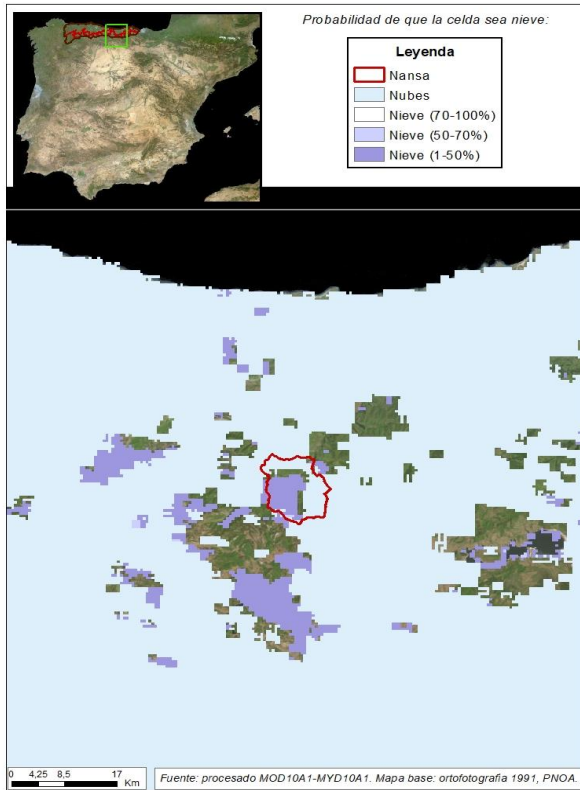 Probabilidad de que la celda sea nieve:
Leyenda
Nansa
Nubes
Nieve (70-100%)
Nieve (50-70%)
Nieve (1-50%)
0 4,25 8,5 17
Km
Fuente: procesado MOD10A1-MYD10A1. Mapa base: ortofotografia 1991, PNOA.